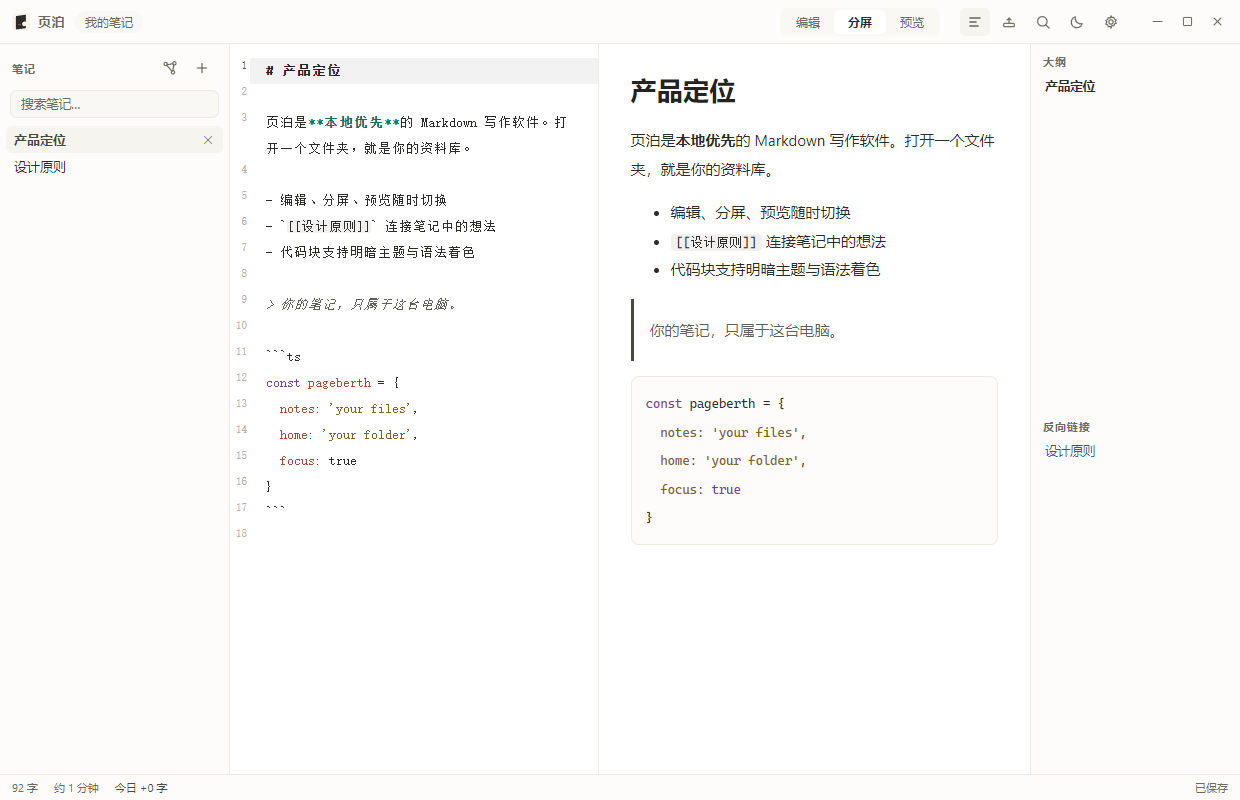 页泊 我的笔记 编辑 分屏 预览
笔记
搜索笔记...
产品定位
设计原则
1 # 产品定位
2
3 页泊是**本地优先**的 Markdown 写作软件。打
开一个文件夹，就是你的资料库。
4
5 - 编辑、分屏、预览随时切换
6 - `[[设计原则]]` 连接笔记中的想法
7 - 代码块支持明暗主题与语法着色
8
9 > 你的笔记，只属于这台电脑。
10
11 ```ts
12 const pageberth = {
13   notes: 'your files',
14   home: 'your folder',
15   focus: true
16 }
17 ```
18
产品定位
页泊是本地优先的 Markdown 写作软件。打开一个文件
夹，就是你的资料库。
• 编辑、分屏、预览随时切换
• [[设计原则]] 连接笔记中的想法
• 代码块支持明暗主题与语法着色
你的笔记，只属于这台电脑。
const pageberth = {
  notes: 'your files',
  home: 'your folder',
  focus: true
}
大纲
产品定位
反向链接
设计原则
92 字 约 1 分钟 今日 +0 字 已保存